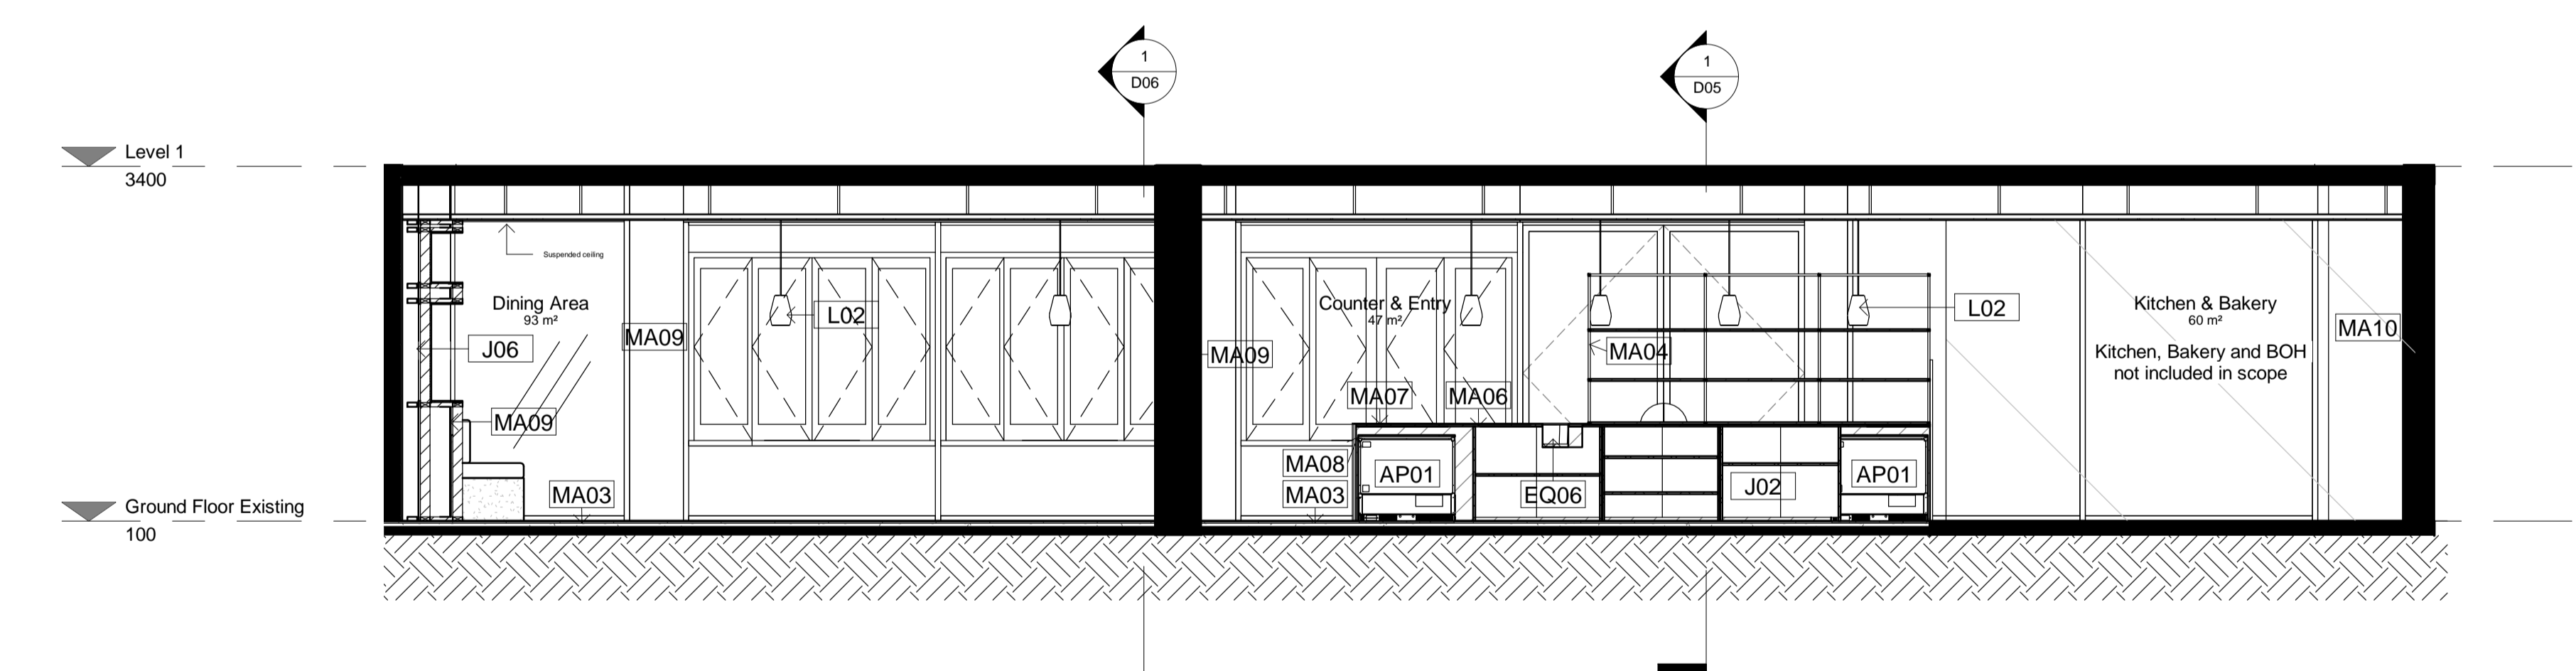 1
D06
1
D05
Level 1
3400
Suspended ceiling
Dining Area
93 m²
Counter & Entry
47 m²
Kitchen & Bakery
60 m²
L02
L02
MA09
J06
MA09
MA04
MA10
Kitchen, Bakery and BOH
not included in scope
MA09
MA07
MA06
MA08
AP01
AP01
MA03
MA03
EQ06
J02
Ground Floor Existing
100